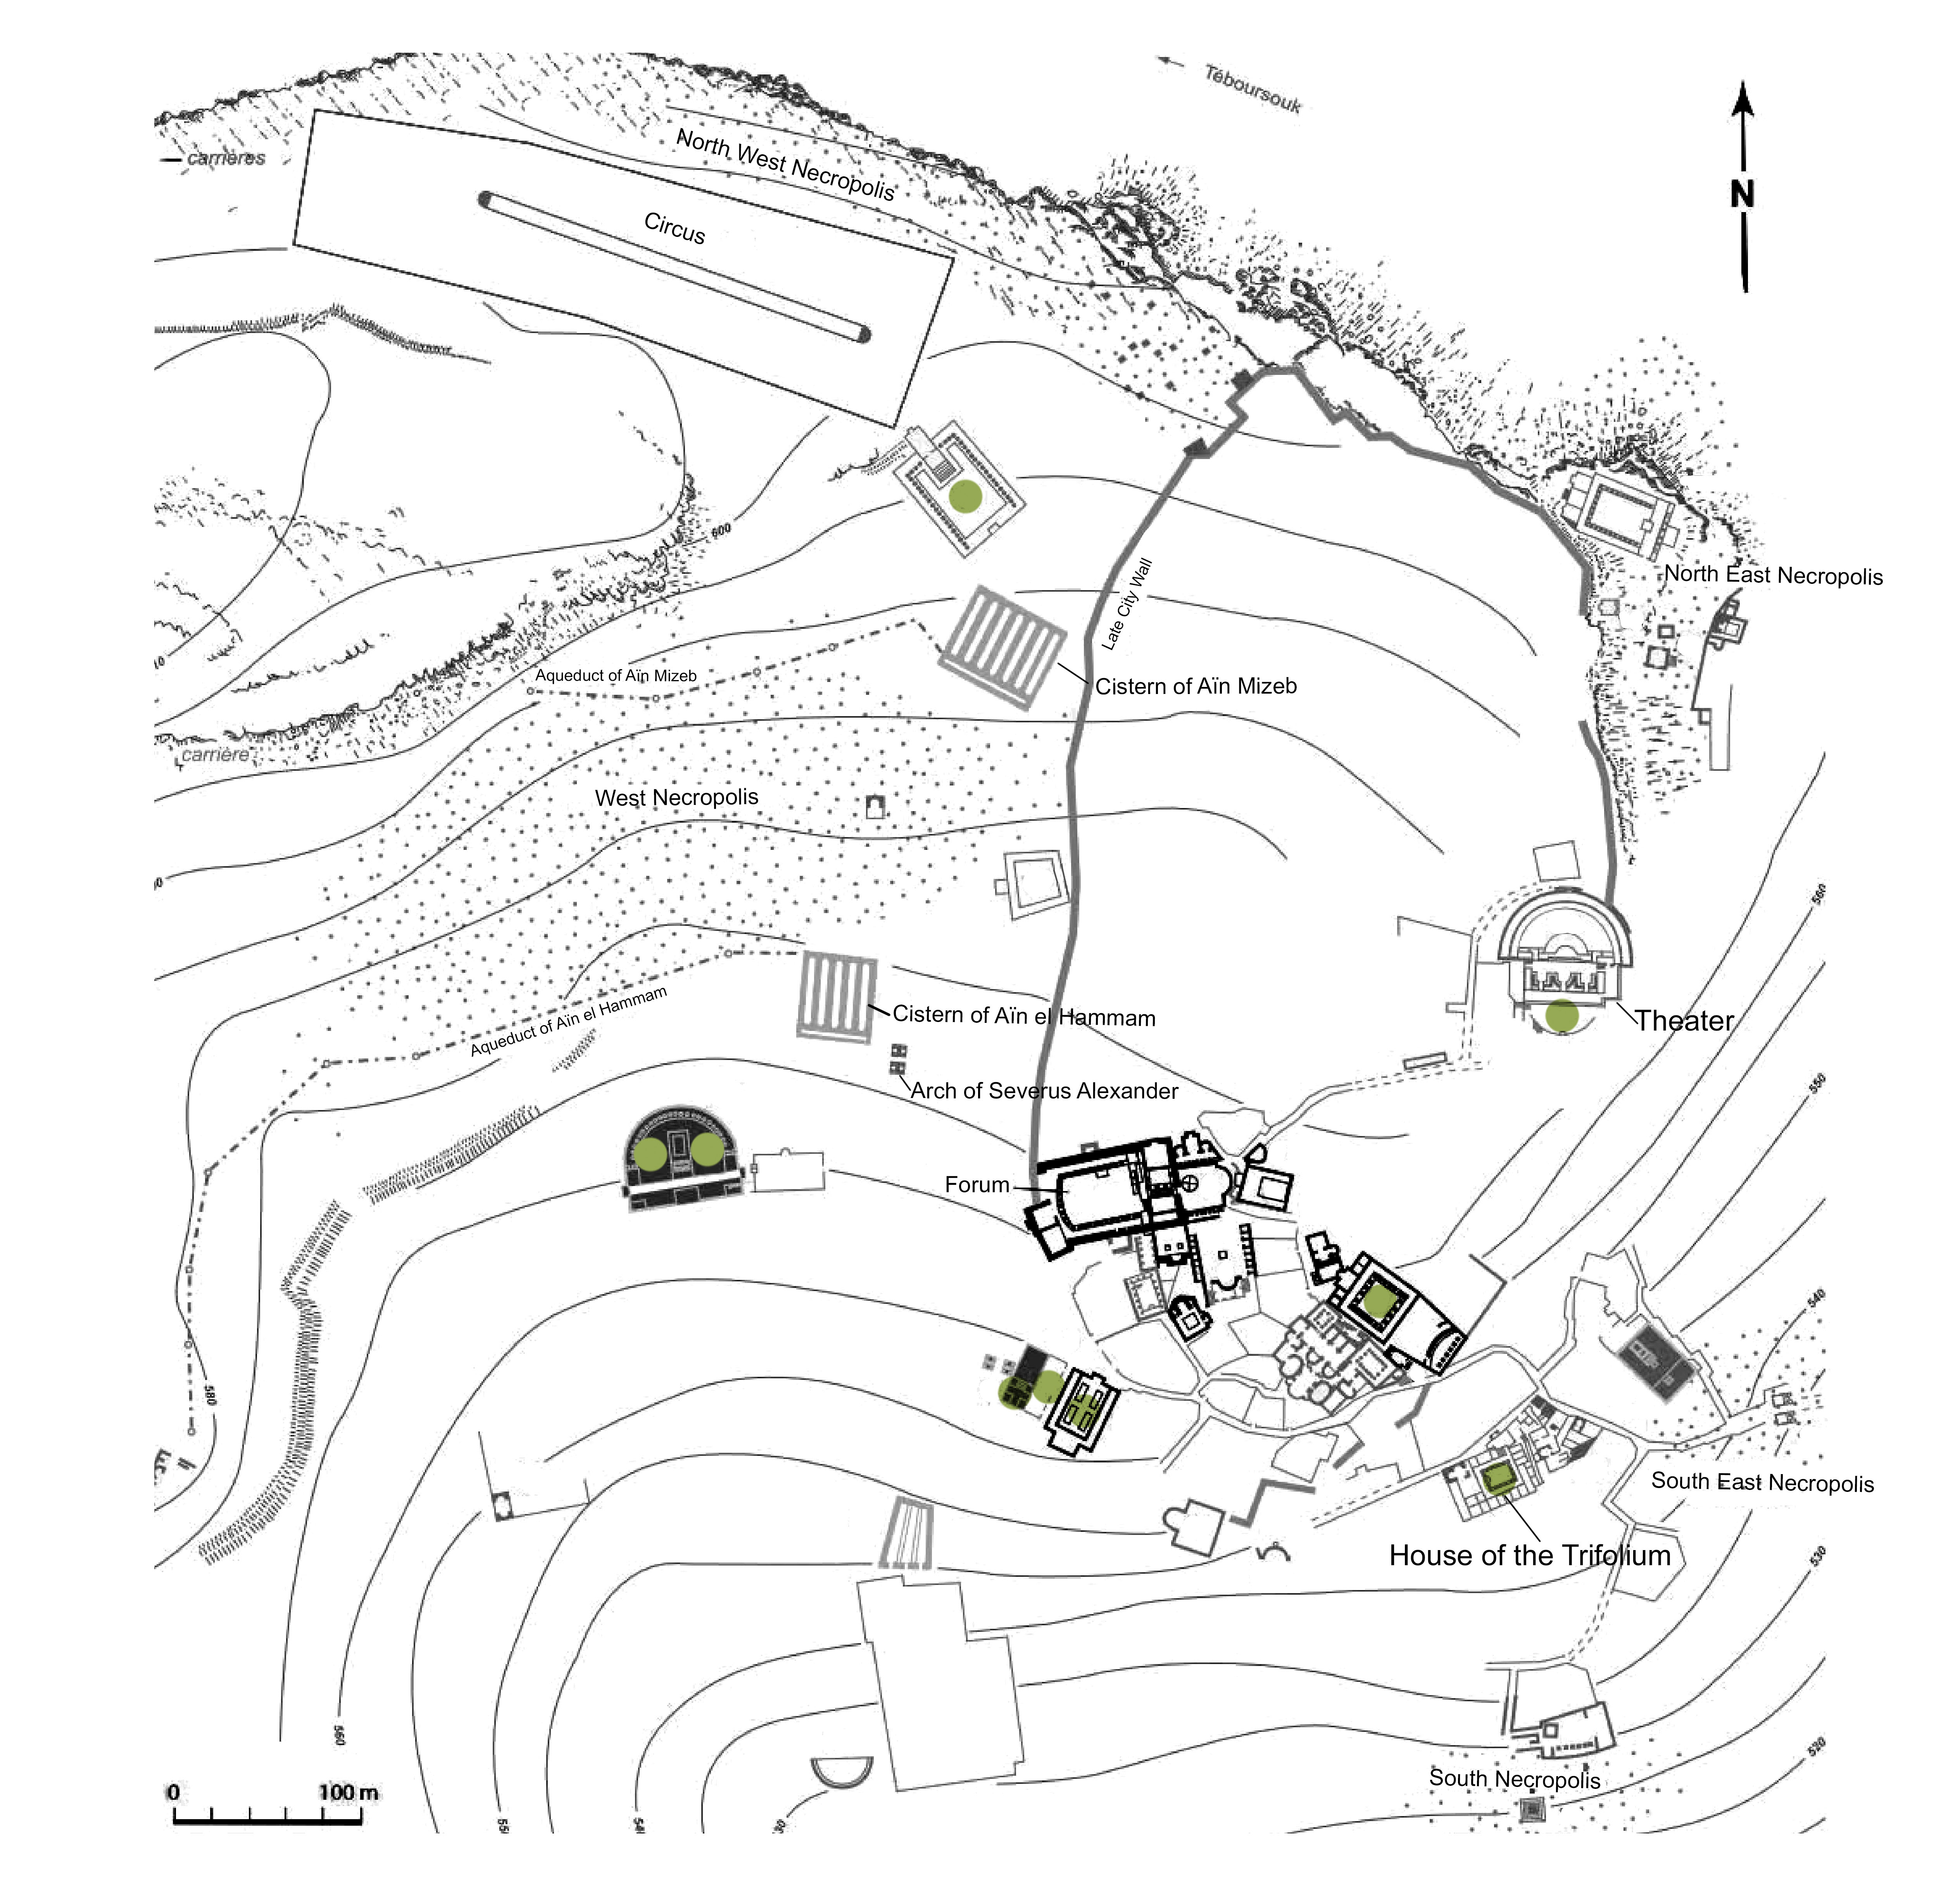 Téboursouk
North West Necropolis
carrières
N
Circus
600
North East Necropolis
Late City Wall
Aqueduct of Aïn Mizeb
Cistern of Aïn Mizeb
carrière
West Necropolis
560
Aqueduct of Aïn el Hammam
Cistern of Aïn el Hammam
Theater
Arch of Severus Alexander
550
Forum
540
580
South East Necropolis
House of the Trifolium
530
560
520
South Necropolis
0 100 m